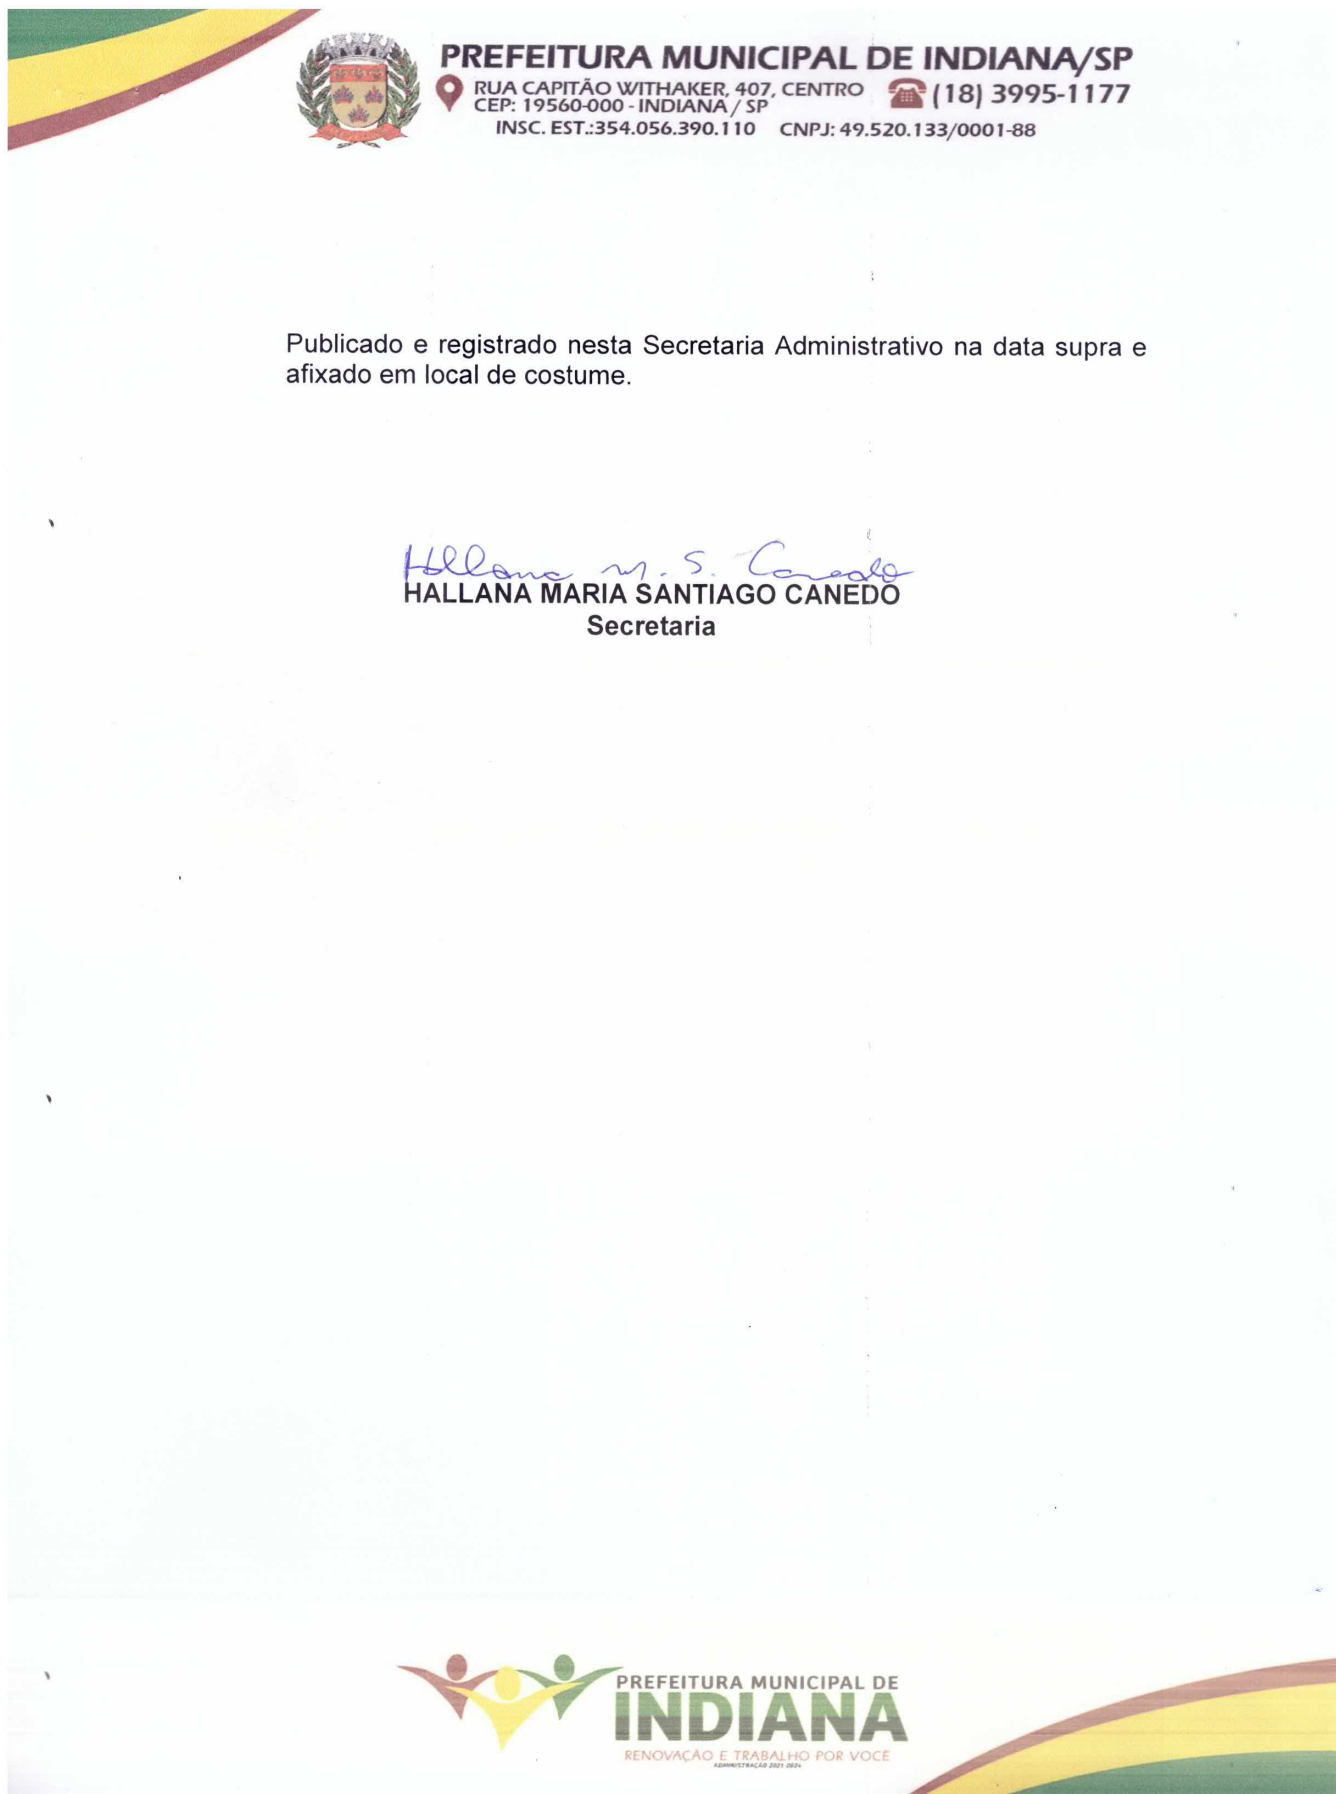 PREFEITURA MUNICIPAL DE INDIANA/SP
RUA CAPITÃO WITHAKER, 407, CENTRO (18) 3995-1177
CEP: 19560-000 - INDIANA / SP
INSC. EST.:354.056.390.110 CNPJ: 49.520.133/0001-88
Publicado e registrado nesta Secretaria Administrativo na data supra e
afixado em local de costume.
Hallana M. S. Canedo
HALLANA MARIA SANTIAGO CANEDO
Secretaria
PREFEITURA MUNICIPAL DE
INDIANA
RENOVAÇÃO E TRABALHO POR VOCÊ
ADMINISTRAÇÃO 2021-2024